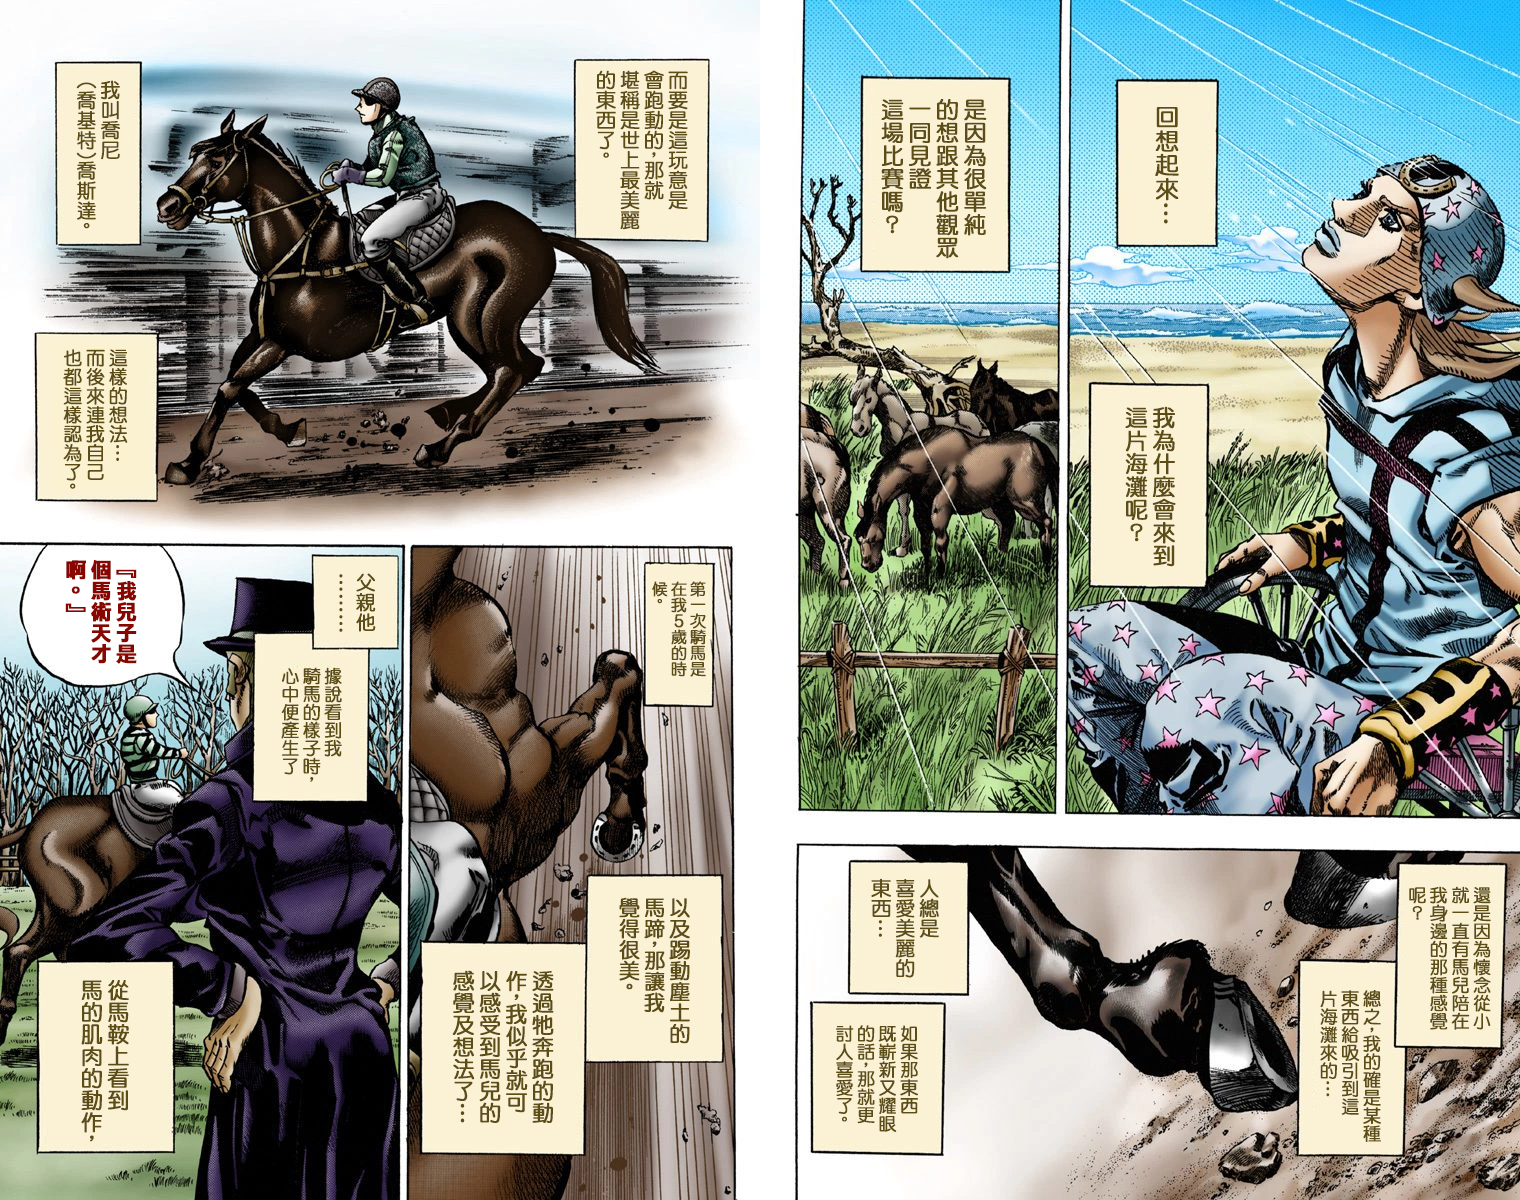 回想起來…
我為什麼會來到
這片海灘呢?
是因為很單純
的想跟其他觀眾
一同見證
這場比賽嗎?
還是因為懷念從小
就一直有馬兒陪在
我身邊的那種感覺
呢?
總之,我的確是某種
東西給吸引到這
片海灘來的…
人總是
喜愛美麗的
東西…
如果那東西
既嶄新又耀眼
的話,那就更
討人喜愛了。
而要是這玩意是
會跑動的,那就
堪稱是世上最美麗
的東西了。
我叫喬尼
(喬基特)喬斯達。
這樣的想法…
而後來連我自己
也都這樣認為了。
第一次騎馬是
在我5歲的時
候。
以及踢動塵土的
馬蹄,那讓我
覺得很美。
透過牠奔跑的動
作,我似乎就可
以感受到馬兒的
感覺及想法了…
父親他
………
據說看到我
騎馬的樣子時,
心中便產生了
『我兒子是
個馬術天才
啊。』
從馬鞍上看到
馬的肌肉的動作,